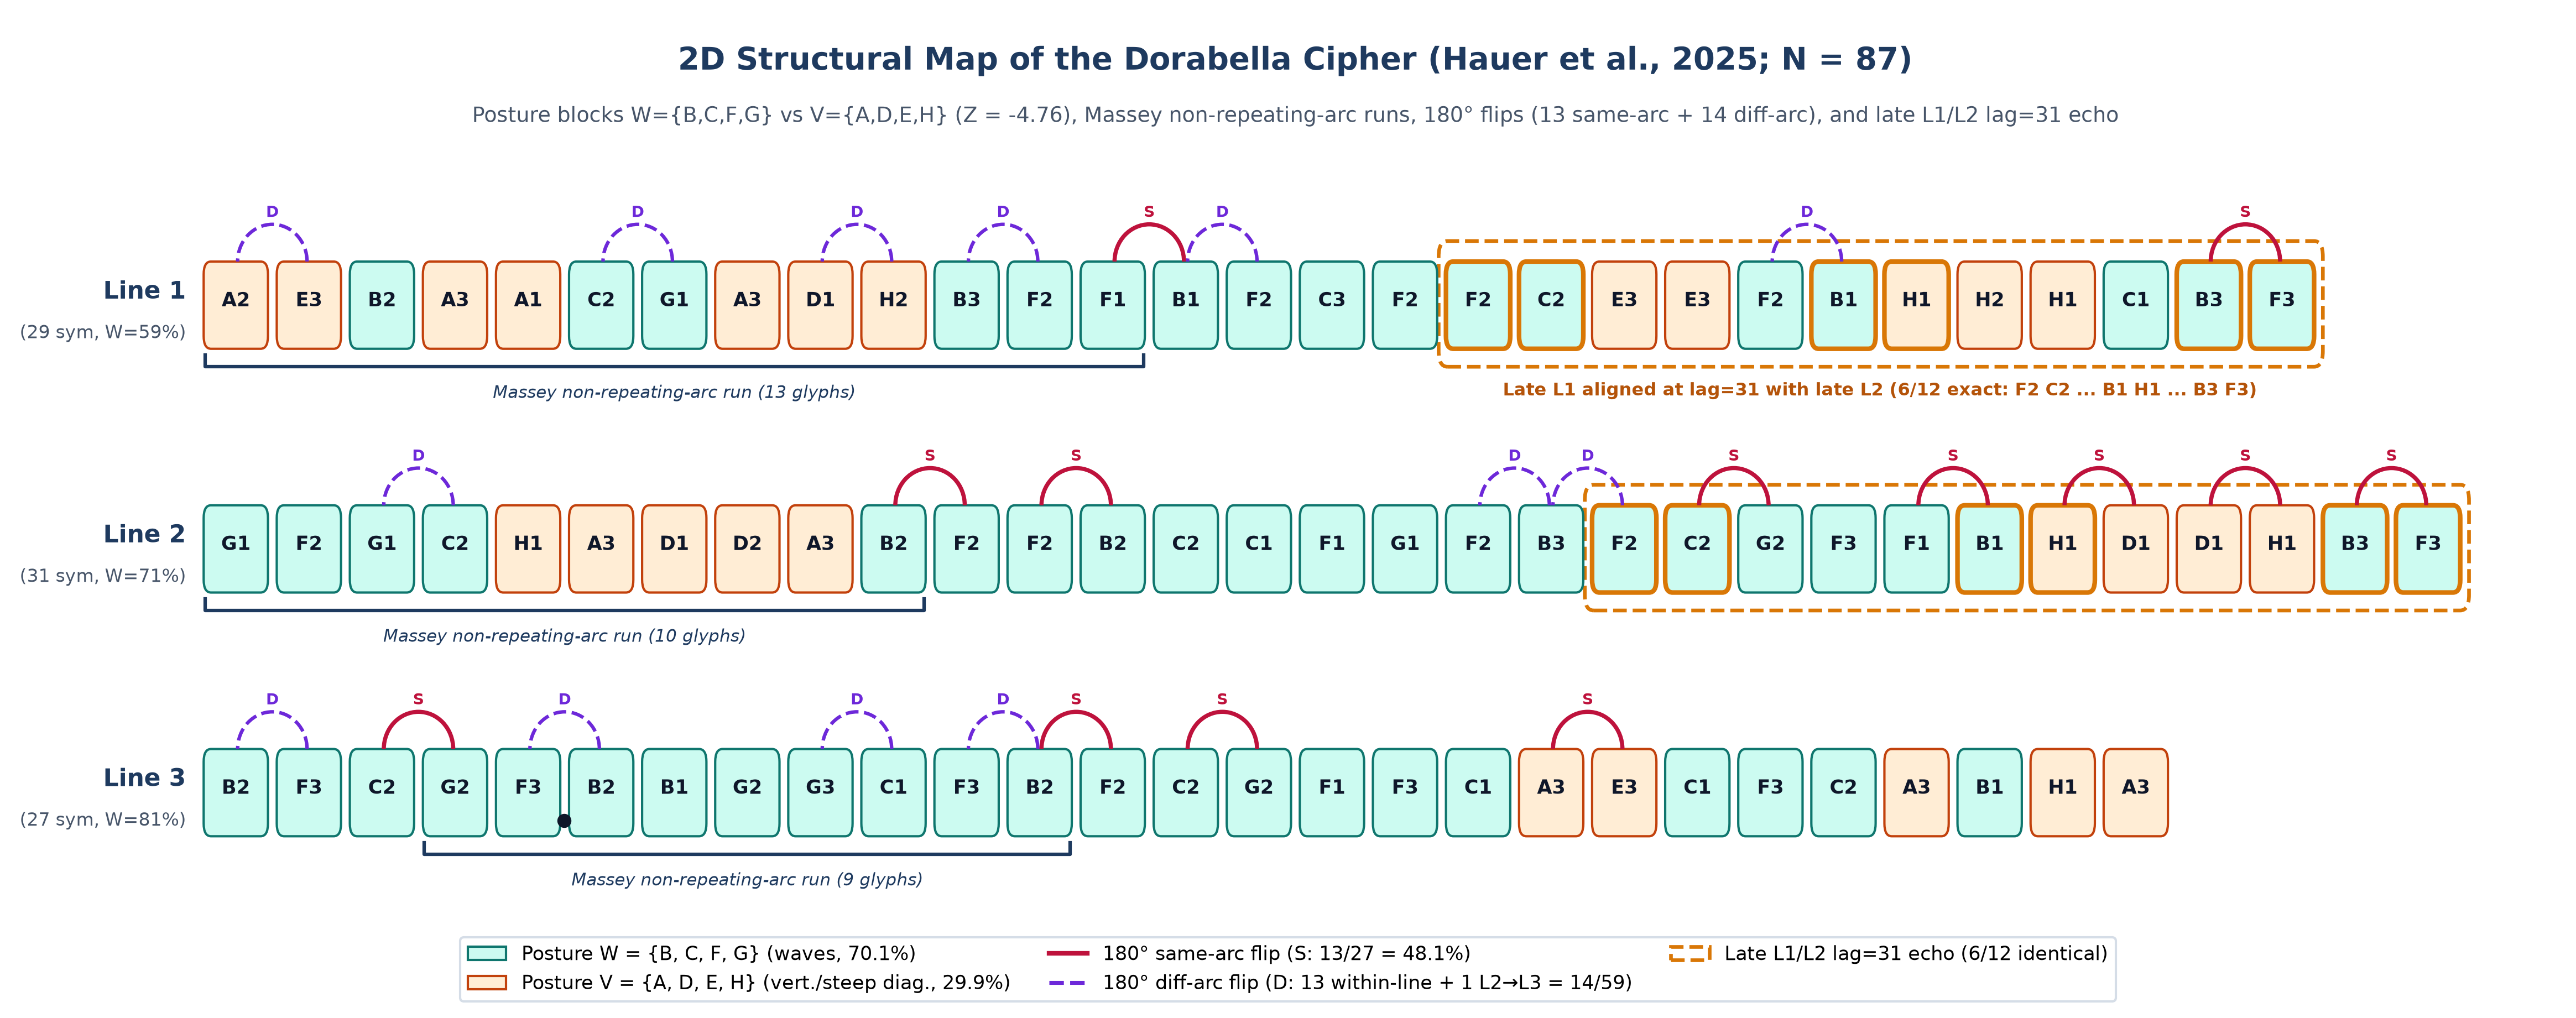 2D Structural Map of the Dorabella Cipher (Hauer et al., 2025; N = 87)
Posture blocks W={B,C,F,G} vs V={A,D,E,H} (Z = -4.76), Massey non-repeating-arc runs, 180° flips (13 same-arc + 14 diff-arc), and late L1/L2 lag=31 echo
D D D D S D D S
Line 1 A2 E3 B2 A3 A1 C2 G1 A3 D1 H2 B3 F2 F1 B1 F2 C3 F2 F2 C2 E3 E3 F2 B1 H1 H2 H1 C1 B3 F3
(29 sym, W=59%)
Massey non-repeating-arc run (13 glyphs) Late L1 aligned at lag=31 with late L2 (6/12 exact: F2 C2 ... B1 H1 ... B3 F3)
D S S D D S S S S S
Line 2 G1 F2 G1 C2 H1 A3 D1 D2 A3 B2 F2 F2 B2 C2 C1 F1 G1 F2 B3 F2 C2 G2 F3 F1 B1 H1 D1 D1 H1 B3 F3
(31 sym, W=71%)
Massey non-repeating-arc run (10 glyphs)
D S D D D S S S
Line 3 B2 F3 C2 G2 F3 B2 B1 G2 G3 C1 F3 B2 F2 C2 G2 F1 F3 C1 A3 E3 C1 F3 C2 A3 B1 H1 A3
(27 sym, W=81%)
Massey non-repeating-arc run (9 glyphs)
Posture W = {B, C, F, G} (waves, 70.1%) 180° same-arc flip (S: 13/27 = 48.1%) Late L1/L2 lag=31 echo (6/12 identical)
Posture V = {A, D, E, H} (vert./steep diag., 29.9%) 180° diff-arc flip (D: 13 within-line + 1 L2→L3 = 14/59)